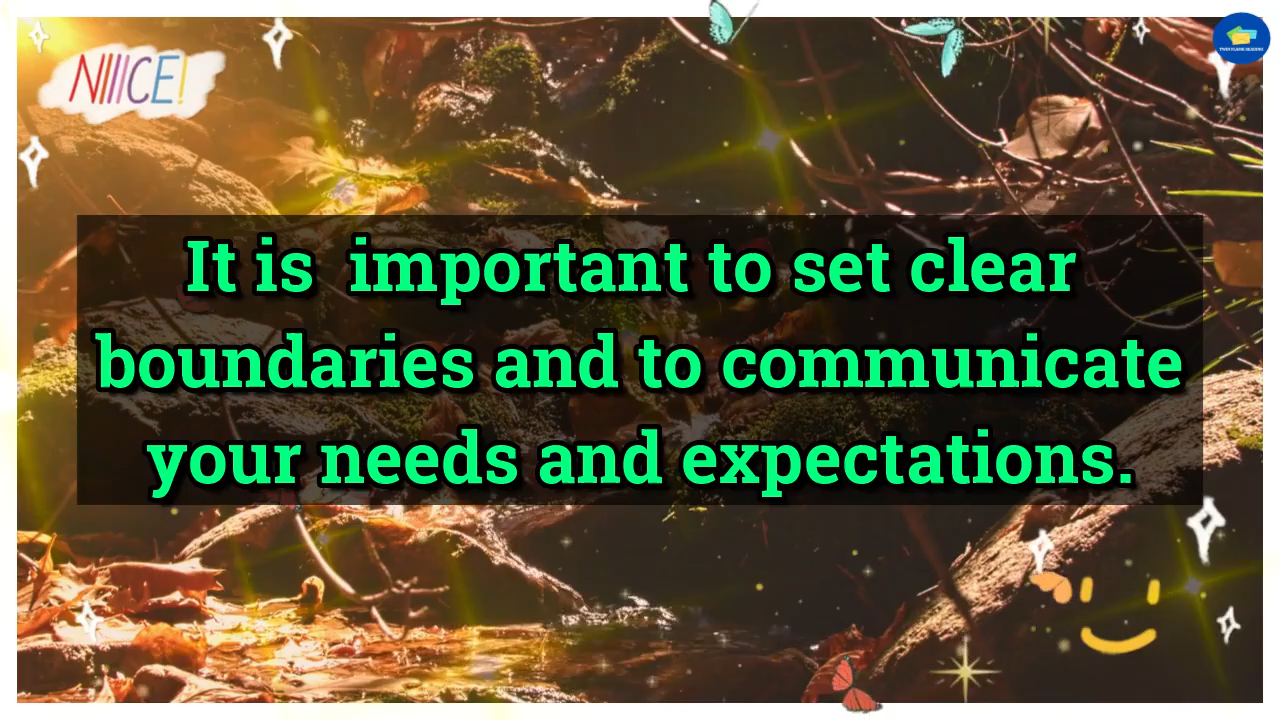 NIIICE!
It is  important to set clear
boundaries and to communicate
your needs and expectations.